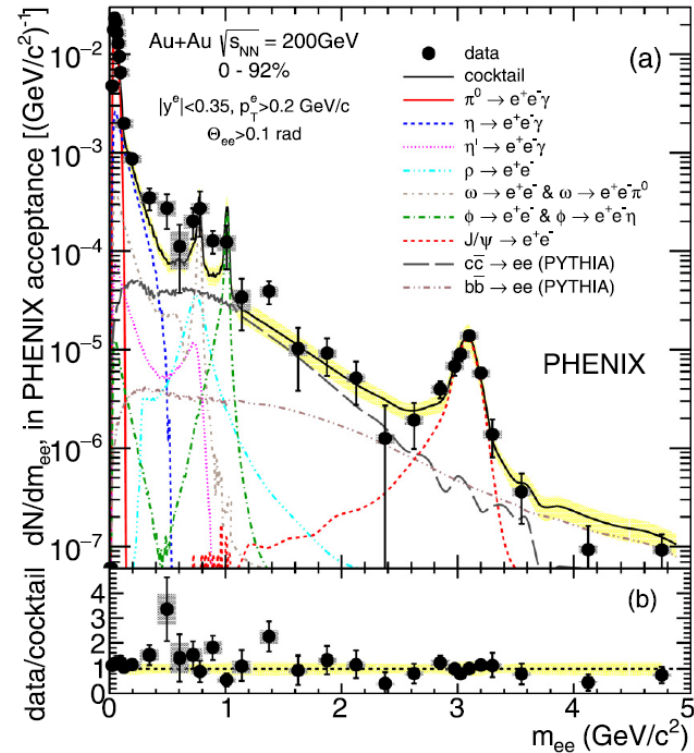 dN/dm_ee, in PHENIX acceptance [(GeV/c²)⁻¹]
10⁻²
10⁻³
10⁻⁴
10⁻⁵
10⁻⁶
10⁻⁷
Au+Au √s_NN = 200GeV
0 - 92%
|y^e|<0.35, p_T^e>0.2 GeV/c
Θ_ee>0.1 rad
(a)
data
cocktail
π⁰ → e⁺e⁻γ
η → e⁺e⁻γ
η' → e⁺e⁻γ
ρ → e⁺e⁻
ω → e⁺e⁻ & ω → e⁺e⁻π⁰
ϕ → e⁺e⁻ & ϕ → e⁺e⁻η
J/ψ → e⁺e⁻
cc̅ → ee (PYTHIA)
bb̅ → ee (PYTHIA)
PHENIX
data/cocktail
4
3
2
1
0
(b)
0 1 2 3 4 5
m_ee (GeV/c²)